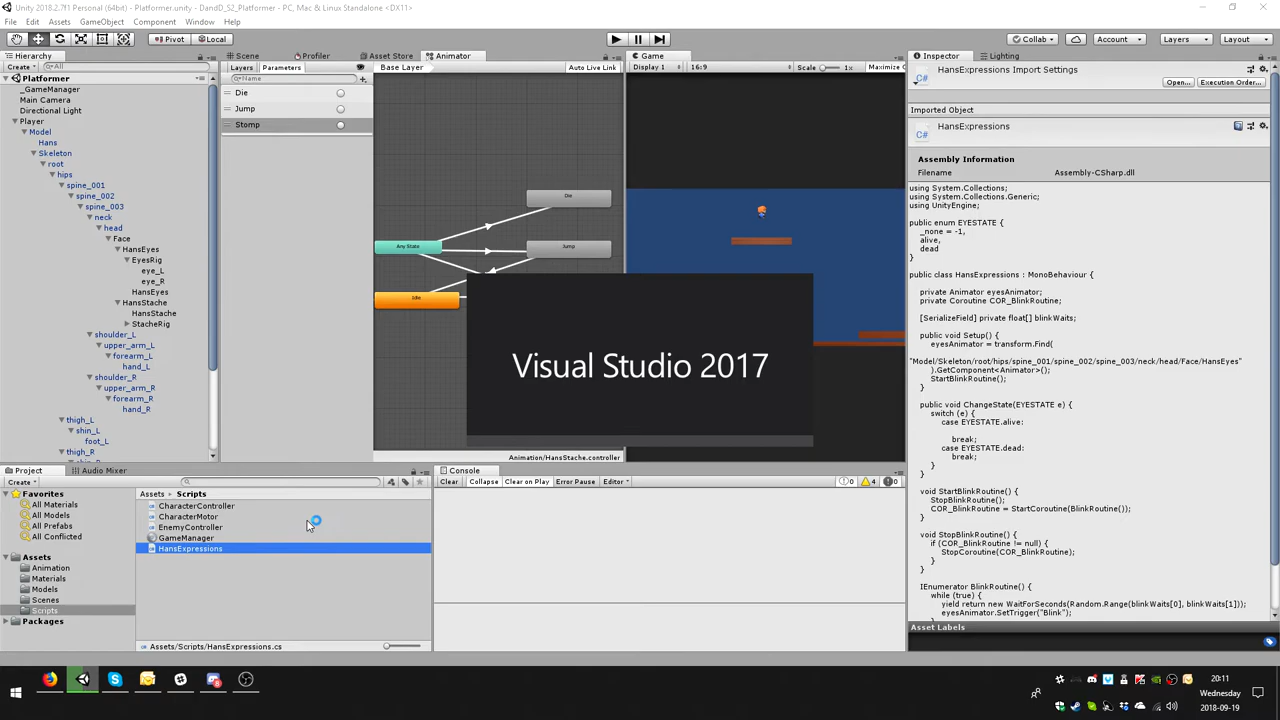 Unity 2018.2.7f1 Personal (64bit) - Platformer.unity - DandD_S2_Platformer - PC, Mac & Linux Standalone <DX11>
File Edit Assets GameObject Component Window Help
Pivot Local
Collab Account Layers Layout
Hierarchy
Create All
Platformer
_GameManager
Main Camera
Directional Light
Player
Model
Hans
Skeleton
root
hips
spine_001
spine_002
spine_003
neck
head
Face
HansEyes
EyesRig
eye_L
eye_R
HansEyes
HansStache
HansStache
StacheRig
shoulder_L
upper_arm_L
forearm_L
hand_L
shoulder_R
upper_arm_R
forearm_R
hand_R
thigh_L
shin_L
foot_L
thigh_R
Scene Profiler Asset Store Animator
Layers Parameters Base Layer Auto Live Link
Name
Die
Jump
Stomp
Die
Any State
Jump
Idle
Animation/HansStache.controller
Game
Display 1 16:9 Scale 1x Maximize O
Visual Studio 2017
Inspector Lighting
HansExpressions Import Settings
Open... Execution Order...
Imported Object
HansExpressions
Assembly Information
Filename Assembly-CSharp.dll
using System.Collections;
using System.Collections.Generic;
using UnityEngine;
public enum EYESTATE {
_none = -1,
alive,
dead
}
public class HansExpressions : MonoBehaviour {
private Animator eyesAnimator;
private Coroutine COR_BlinkRoutine;
[SerializeField] private float[] blinkWaits;
public void Setup() {
eyesAnimator = transform.Find(
"Model/Skeleton/root/hips/spine_001/spine_002/spine_003/neck/head/Face/HansEyes"
).GetComponent<Animator>();
StartBlinkRoutine();
}
public void ChangeState(EYESTATE e) {
switch (e) {
case EYESTATE.alive:
break;
case EYESTATE.dead:
break;
}
}
void StartBlinkRoutine() {
StopBlinkRoutine();
COR_BlinkRoutine = StartCoroutine(BlinkRoutine());
}
void StopBlinkRoutine() {
if (COR_BlinkRoutine != null) {
StopCoroutine(COR_BlinkRoutine);
}
}
IEnumerator BlinkRoutine() {
while (true) {
yield return new WaitForSeconds(Random.Range(blinkWaits[0], blinkWaits[1]));
eyesAnimator.SetTrigger("Blink");
Asset Labels
Project Audio Mixer
Create
Favorites
All Materials
All Models
All Prefabs
All Conflicted
Assets
Animation
Materials
Models
Scenes
Scripts
Packages
Assets Scripts
CharacterController
CharacterMotor
EnemyController
GameManager
HansExpressions
Assets/Scripts/HansExpressions.cs
Console
Clear Collapse Clear on Play Error Pause Editor 0 4 0
20:11
Wednesday
2018-09-19